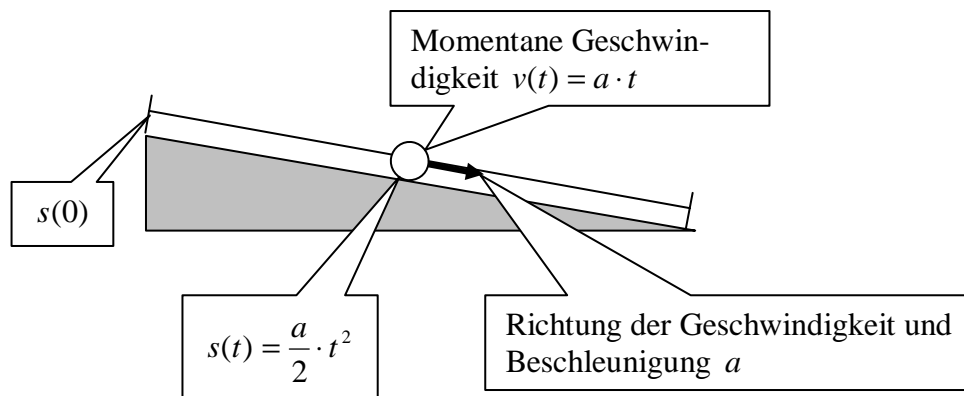 Momentane Geschwin-
digkeit v(t) = a · t
s(0)
s(t) = a/2 · t²
Richtung der Geschwindigkeit und
Beschleunigung a